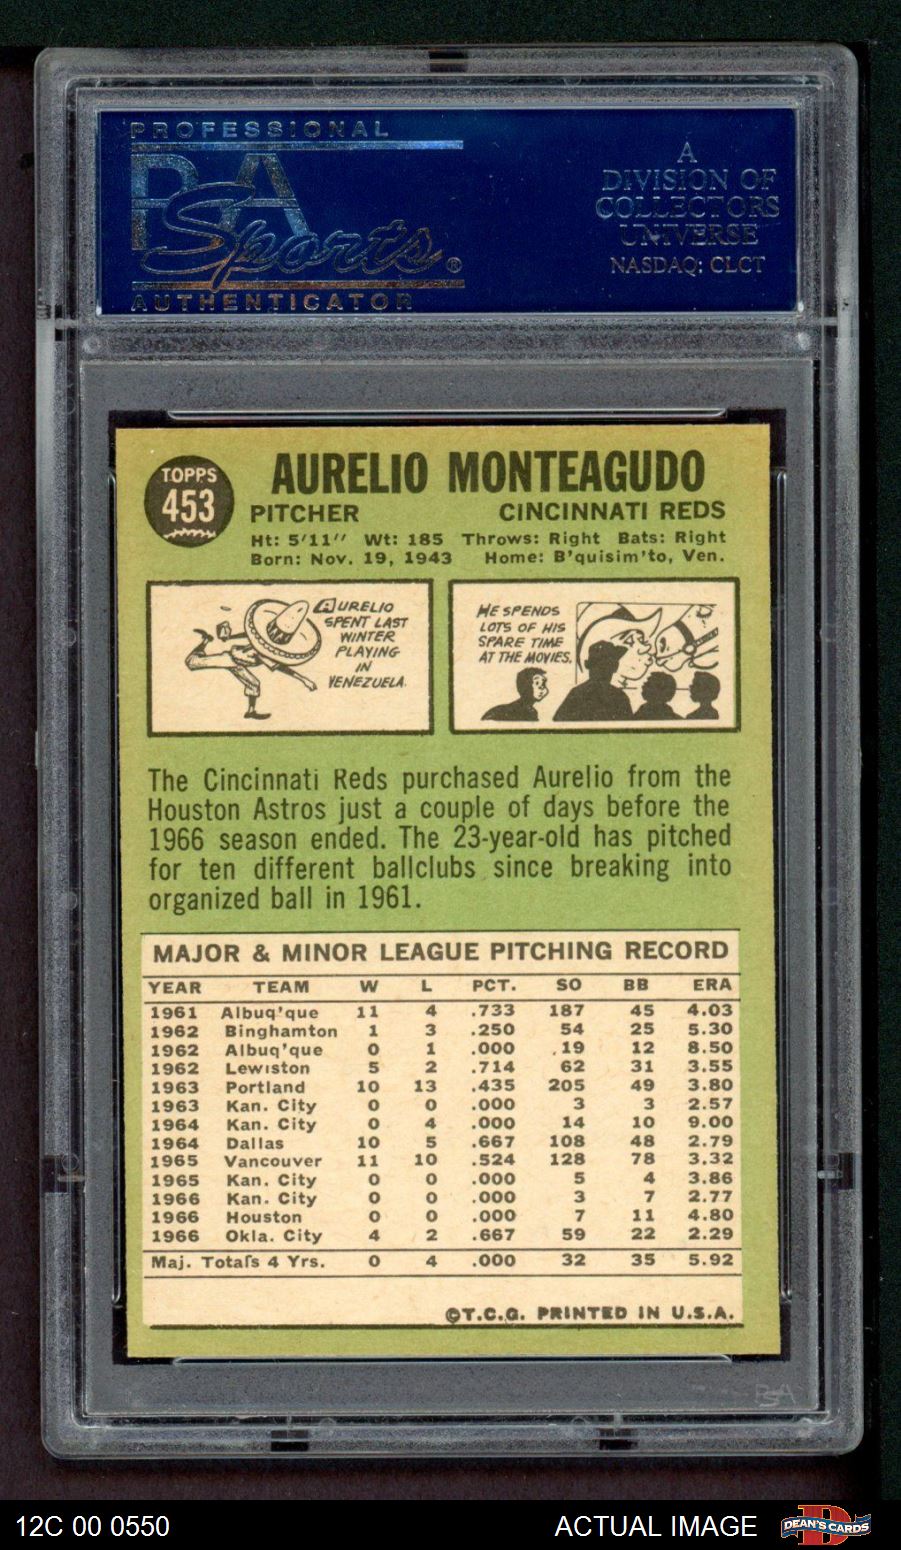 PROFESSIONAL
PSA
Sports®
AUTHENTICATOR
A
DIVISION OF
COLLECTORS
UNIVERSE
NASDAQ: CLCT
TOPPS
453
AURELIO MONTEAGUDO
PITCHER CINCINNATI REDS
Ht: 5'11'' Wt: 185 Throws: Right Bats: Right
Born: Nov. 19, 1943 Home: B'quisim'to, Ven.
AURELIO
SPENT LAST
WINTER
PLAYING
IN
VENEZUELA.
HE SPENDS
LOTS OF HIS
SPARE TIME
AT THE MOVIES.
The Cincinnati Reds purchased Aurelio from the
Houston Astros just a couple of days before the
1966 season ended. The 23-year-old has pitched
for ten different ballclubs since breaking into
organized ball in 1961.
MAJOR & MINOR LEAGUE PITCHING RECORD
YEAR TEAM W L PCT. SO BB ERA
1961 Albuq'que 11 4 .733 187 45 4.03
1962 Binghamton 1 3 .250 54 25 5.30
1962 Albuq'que 0 1 .000 19 12 8.50
1962 Lewiston 5 2 .714 62 31 3.55
1963 Portland 10 13 .435 205 49 3.80
1963 Kan. City 0 0 .000 3 3 2.57
1964 Kan. City 0 4 .000 14 10 9.00
1964 Dallas 10 5 .667 108 48 2.79
1965 Vancouver 11 10 .524 128 78 3.32
1965 Kan. City 0 0 .000 5 4 3.86
1966 Kan. City 0 0 .000 3 7 2.77
1966 Houston 0 0 .000 7 11 4.80
1966 Okla. City 4 2 .667 59 22 2.29
Maj. Totals 4 Yrs. 0 4 .000 32 35 5.92
©T.C.G. PRINTED IN U.S.A.
PSA
12C 00 0550
ACTUAL IMAGE
D
DEAN'S CARDS